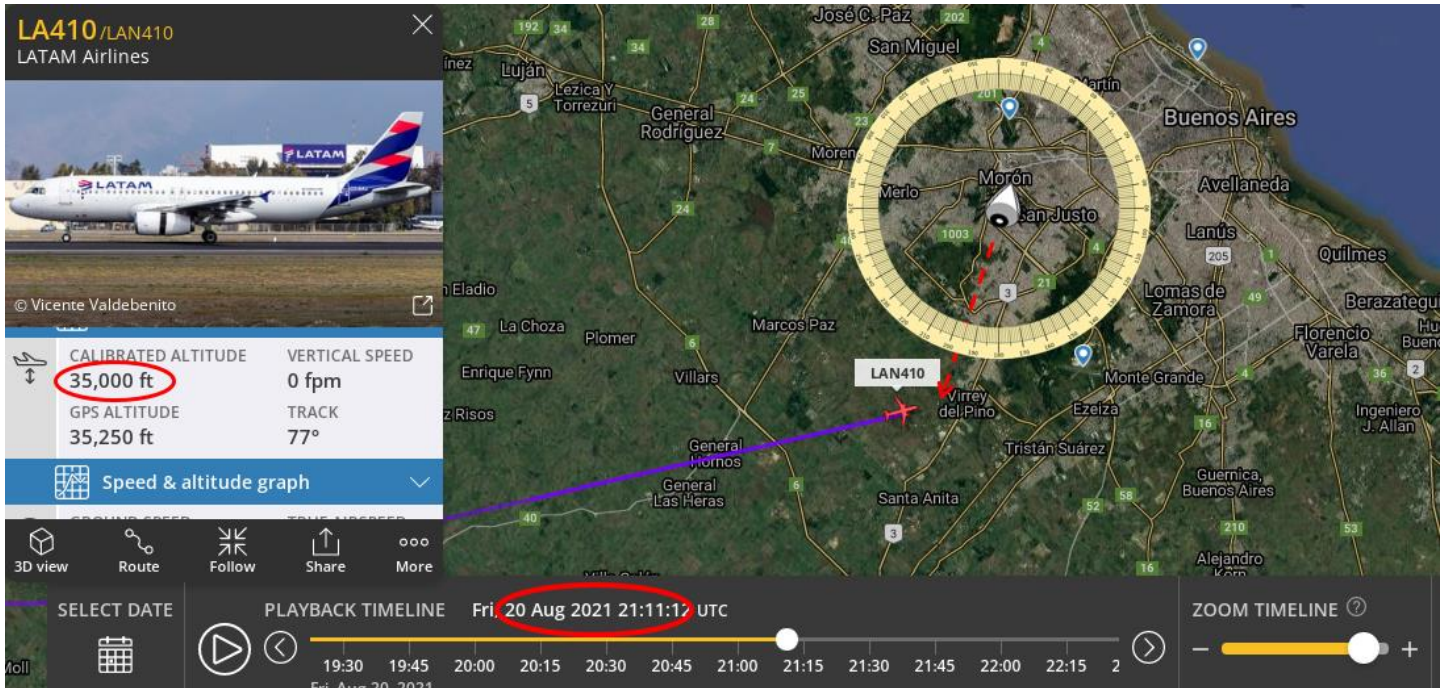 LA410 /LAN410
LATAM Airlines
LATAM
LATAM
© Vicente Valdebenito
CALIBRATED ALTITUDE
VERTICAL SPEED
35,000 ft
0 fpm
GPS ALTITUDE
TRACK
35,250 ft
77°
Speed & altitude graph
GROUND SPEED
TRUE AIRSPEED
3D view
Route
Follow
Share
More
José C. Paz
202
192
34
28
34
4
San Miguel
Luján
Lezica Y
Torrezuri
5
General
Rodríguez
24
25
201
23
7
Buenos Aires
Merlo
Morón
Avellaneda
24
San Justo
1003
4
Lanús
205
1
Quilmes
21
3
Lomas de
Zamora
49
Berazategui
La Choza
47
Plomer
6
Marcos Paz
Florencio
Varela
Enrique Fynn
Villars
LAN410
Monte Grande
4
36
2
Virrey
del Pino
Ezeiza
16
Ingeniero
J. Allan
General
Hornos
Tristán Suárez
General
Las Heras
6
Santa Anita
58
52
Guernica,
Buenos Aires
40
3
210
53
16
Alejandro
Korn
SELECT DATE
PLAYBACK TIMELINE
Fri, 20 Aug 2021 21:11:12 UTC
19:30 19:45 20:00 20:15 20:30 20:45 21:00 21:15 21:30 21:45 22:00 22:15
Fri, Aug 20, 2021
ZOOM TIMELINE